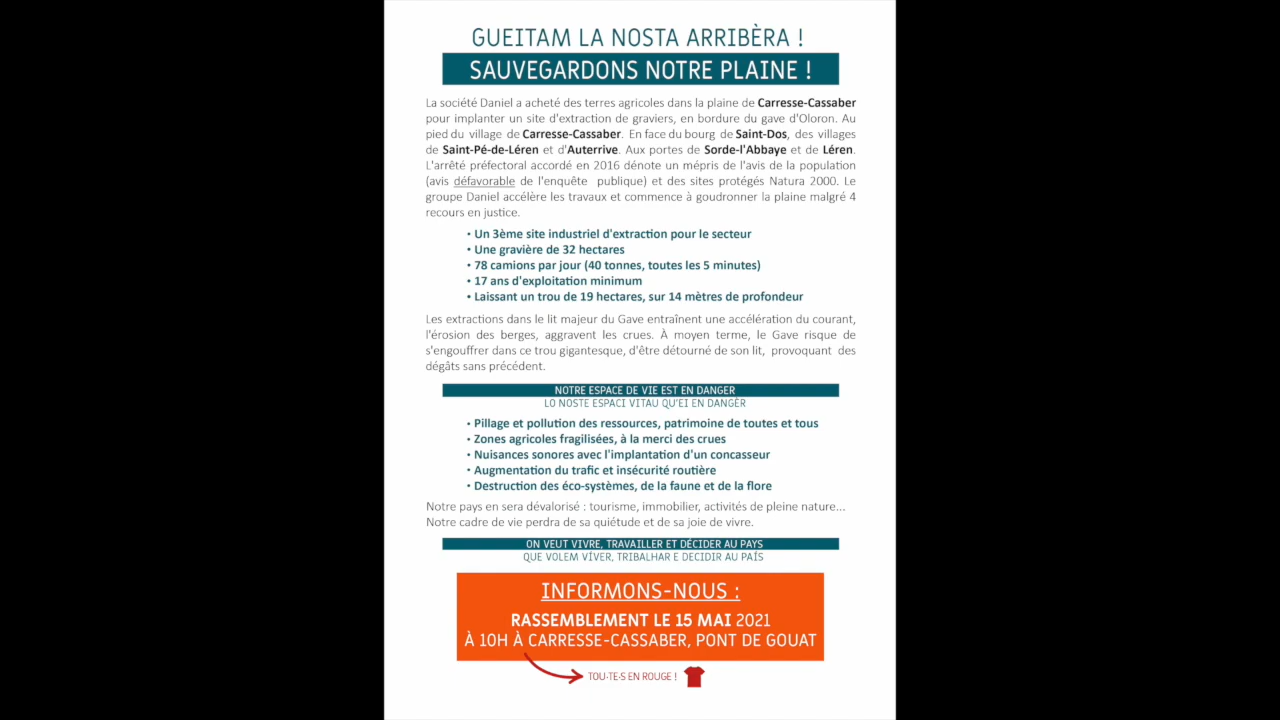 GUEITAM LA NOSTA ARRIBÈRA !
SAUVEGARDONS NOTRE PLAINE !
La société Daniel a acheté des terres agricoles dans la plaine de Carresse-Cassaber
pour implanter un site d'extraction de graviers, en bordure du gave d'Oloron. Au
pied du village de Carresse-Cassaber. En face du bourg de Saint-Dos, des villages
de Saint-Pé-de-Léren et d'Auterrive. Aux portes de Sorde-l'Abbaye et de Léren.
L'arrêté préfectoral accordé en 2016 dénote un mépris de l'avis de la population
(avis défavorable de l'enquête publique) et des sites protégés Natura 2000. Le
groupe Daniel accélère les travaux et commence à goudronner la plaine malgré 4
recours en justice.
• Un 3ème site industriel d'extraction pour le secteur
• Une gravière de 32 hectares
• 78 camions par jour (40 tonnes, toutes les 5 minutes)
• 17 ans d'exploitation minimum
• Laissant un trou de 19 hectares, sur 14 mètres de profondeur
Les extractions dans le lit majeur du Gave entraînent une accélération du courant,
l'érosion des berges, aggravent les crues. À moyen terme, le Gave risque de
s'engouffrer dans ce trou gigantesque, d'être détourné de son lit, provoquant des
dégâts sans précédent.
NOTRE ESPACE DE VIE EST EN DANGER
LO NOSTE ESPACI VITAU QU'EI EN DANGÈR
• Pillage et pollution des ressources, patrimoine de toutes et tous
• Zones agricoles fragilisées, à la merci des crues
• Nuisances sonores avec l'implantation d'un concasseur
• Augmentation du trafic et insécurité routière
• Destruction des éco-systèmes, de la faune et de la flore
Notre pays en sera dévalorisé : tourisme, immobilier, activités de pleine nature...
Notre cadre de vie perdra de sa quiétude et de sa joie de vivre.
ON VEUT VIVRE, TRAVAILLER ET DÉCIDER AU PAYS
QUE VOLEM VÍVER, TRIBALHAR E DECIDIR AU PAÍS
INFORMONS-NOUS :
RASSEMBLEMENT LE 15 MAI 2021
À 10H À CARRESSE-CASSABER, PONT DE GOUAT
TOU·TE·S EN ROUGE !